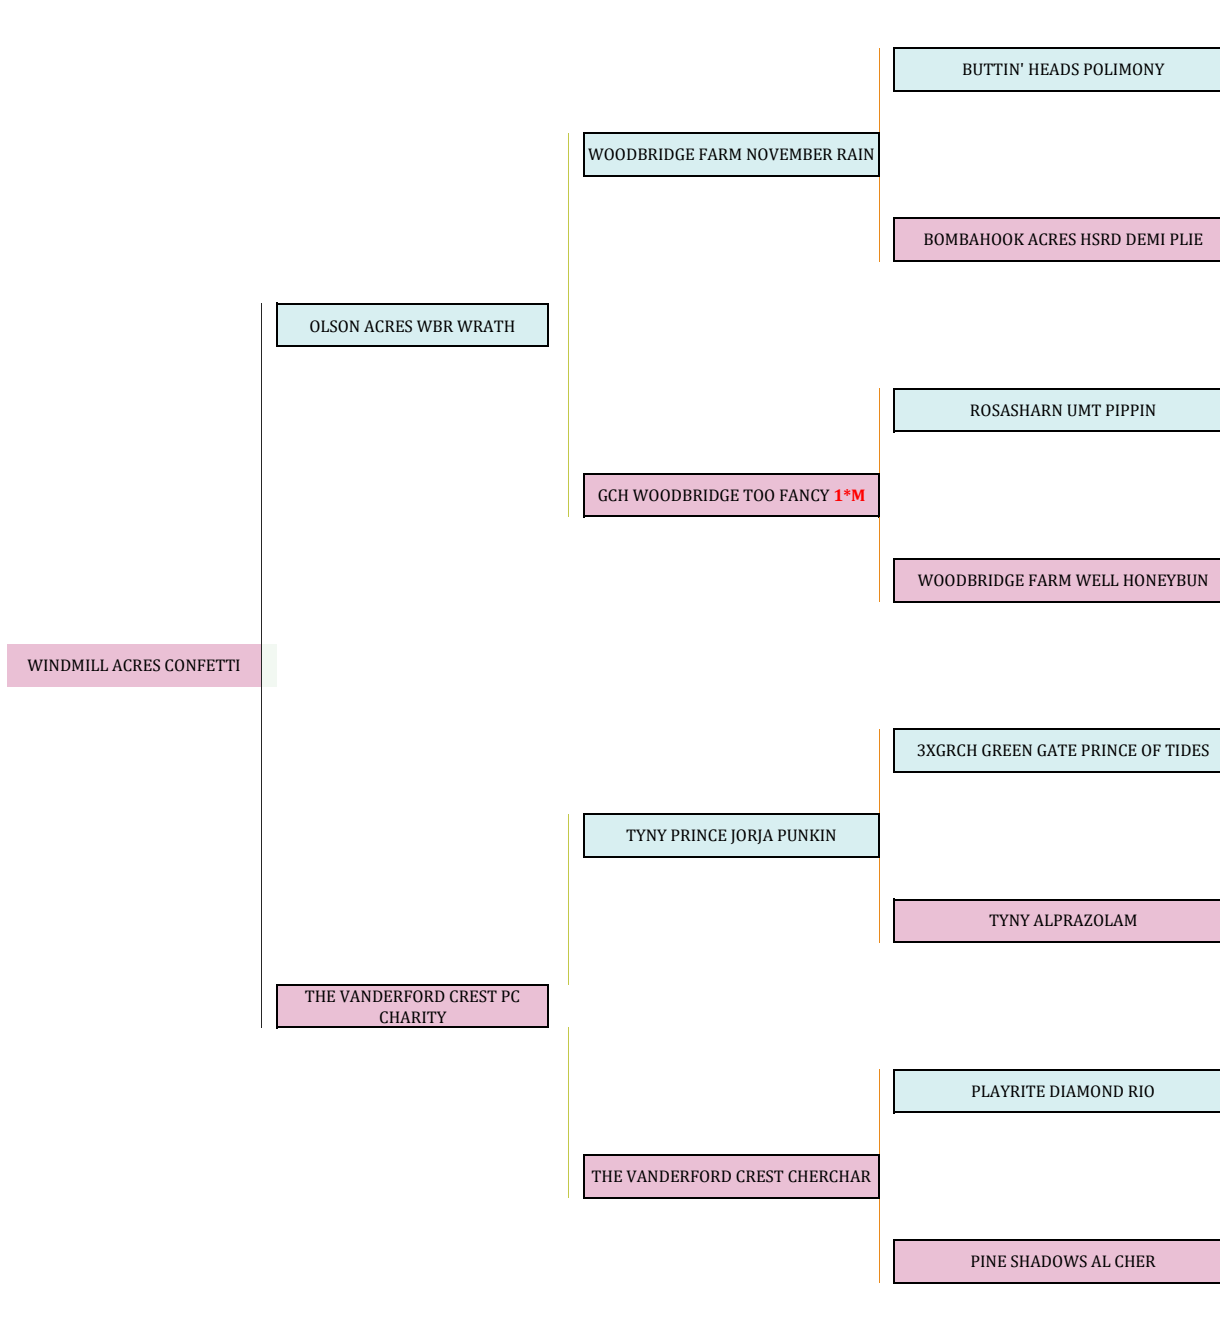 BUTTIN' HEADS POLIMONY
WOODBRIDGE FARM NOVEMBER RAIN
BOMBAHOOK ACRES HSRD DEMI PLIE
OLSON ACRES WBR WRATH
ROSASHARN UMT PIPPIN
GCH WOODBRIDGE TOO FANCY 1*M
WOODBRIDGE FARM WELL HONEYBUN
WINDMILL ACRES CONFETTI
3XGRCH GREEN GATE PRINCE OF TIDES
TYNY PRINCE JORJA PUNKIN
TYNY ALPRAZOLAM
THE VANDERFORD CREST PC
CHARITY
PLAYRITE DIAMOND RIO
THE VANDERFORD CREST CHERCHAR
PINE SHADOWS AL CHER